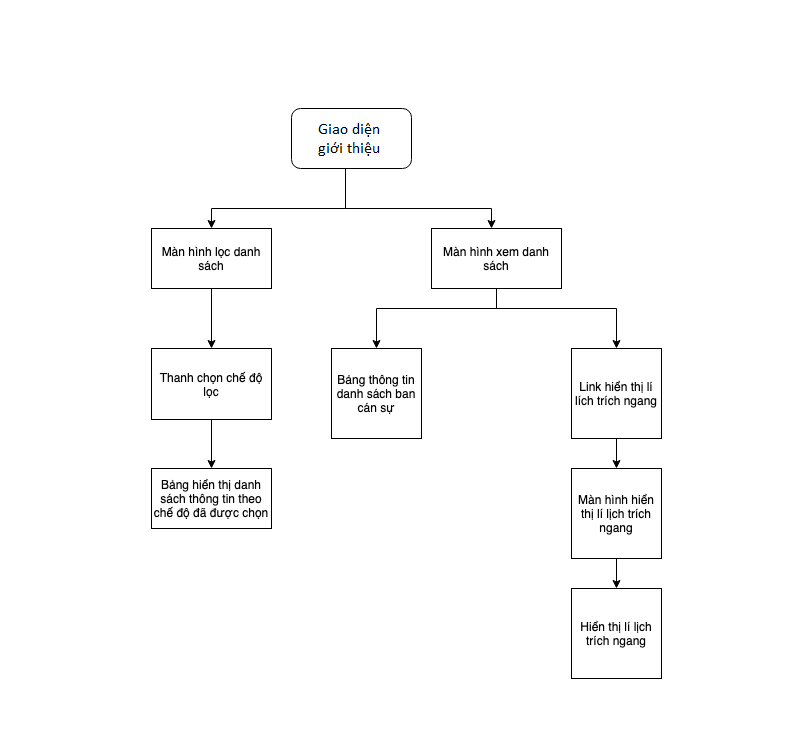 Giao diện
giới thiệu
Màn hình lọc danh
sách
Màn hình xem danh
sách
Thanh chọn chế độ
lọc
Bảng thông tin
danh sách ban
cán sự
Link hiển thị lí
lích trích ngang
Bảng hiển thị danh
sách thông tin theo
chế độ đã được chọn
Màn hình hiển
thị lí lịch trích
ngang
Hiển thị lí lịch
trích ngang